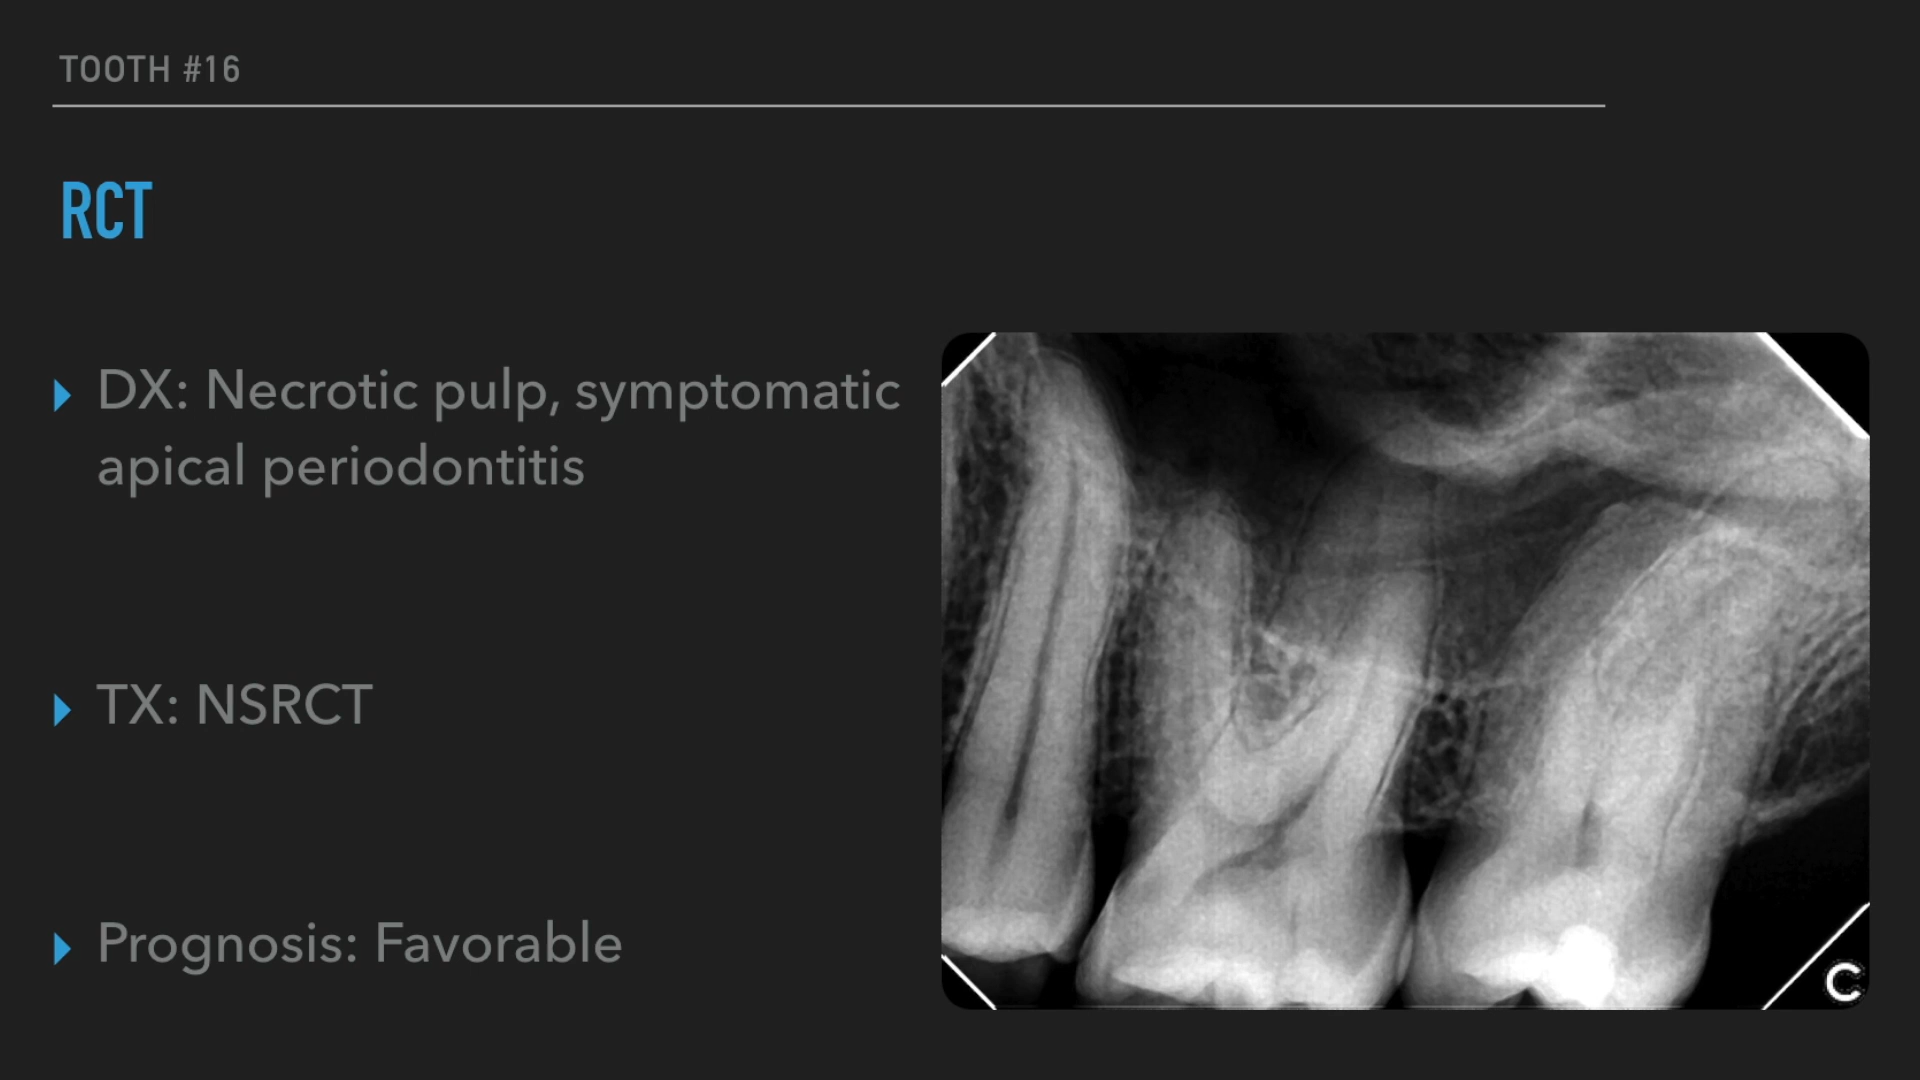 TOOTH #16
RCT
DX: Necrotic pulp, symptomatic
apical periodontitis
TX: NSRCT
Prognosis: Favorable
C